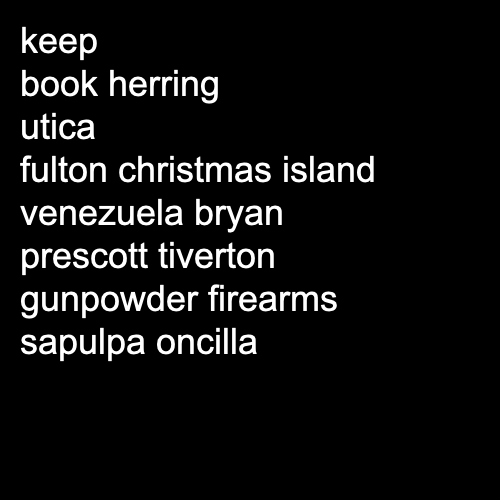 keep
book herring
utica
fulton christmas island
venezuela bryan
prescott tiverton
gunpowder firearms
sapulpa oncilla